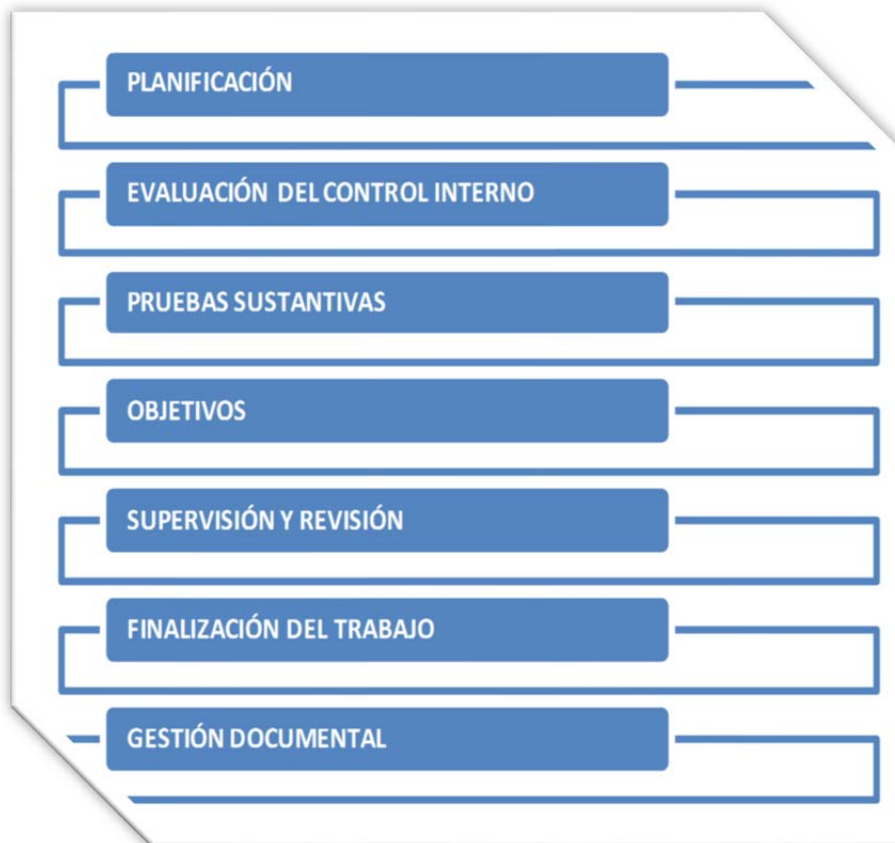 PLANIFICACIÓN
EVALUACIÓN DEL CONTROL INTERNO
PRUEBAS SUSTANTIVAS
OBJETIVOS
SUPERVISIÓN Y REVISIÓN
FINALIZACIÓN DEL TRABAJO
GESTIÓN DOCUMENTAL